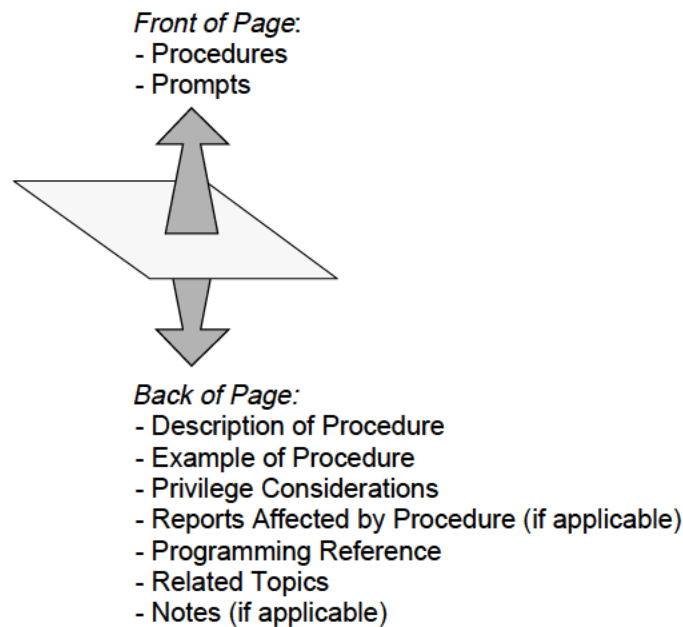 Front of Page:
- Procedures
- Prompts
Back of Page:
- Description of Procedure
- Example of Procedure
- Privilege Considerations
- Reports Affected by Procedure (if applicable)
- Programming Reference
- Related Topics
- Notes (if applicable)